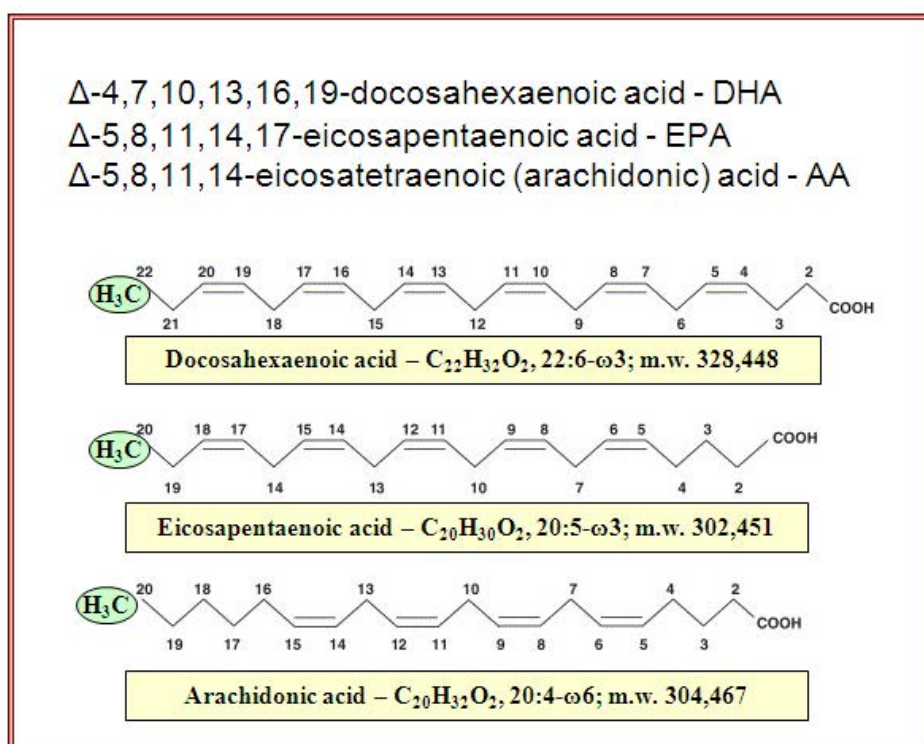 Δ-4,7,10,13,16,19-docosahexaenoic acid - DHA
Δ-5,8,11,14,17-eicosapentaenoic acid - EPA
Δ-5,8,11,14-eicosatetraenoic (arachidonic) acid - AA
22 20 19 17 16 14 13 11 10 8 7 5 4 2
H₃C COOH
21 18 15 12 9 6 3
Docosahexaenoic acid – C₂₂H₃₂O₂, 22:6-ω3; m.w. 328,448
20 18 17 15 14 12 11 9 8 6 5 3
H₃C COOH
19 14 13 10 7 4 2
Eicosapentaenoic acid – C₂₀H₃₀O₂, 20:5-ω3; m.w. 302,451
20 18 16 13 10 7 4 2
H₃C COOH
19 17 15 14 12 11 9 8 6 5 3
Arachidonic acid – C₂₀H₃₂O₂, 20:4-ω6; m.w. 304,467